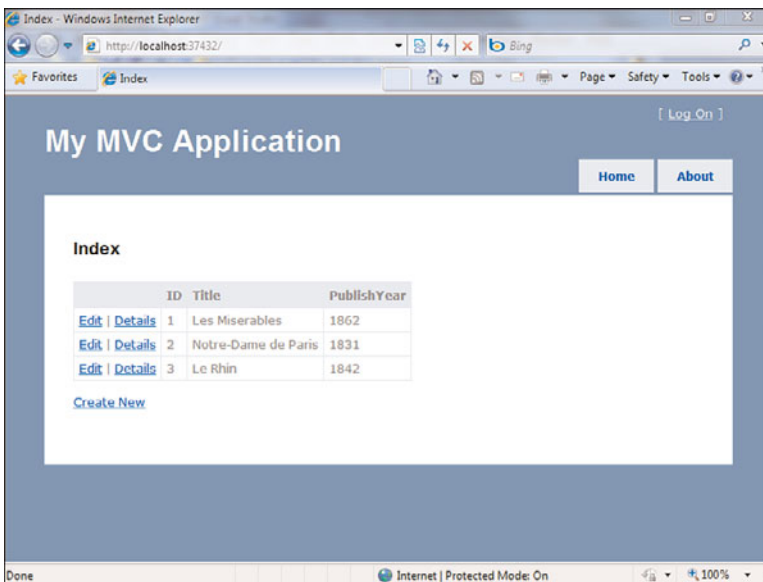 Index - Windows Internet Explorer
http://localhost:37432/
Bing
Favorites Index Page Safety Tools
[ Log On ]
My MVC Application
Home About
Index
ID Title PublishYear
Edit | Details 1 Les Miserables 1862
Edit | Details 2 Notre-Dame de Paris 1831
Edit | Details 3 Le Rhin 1842
Create New
Done Internet | Protected Mode: On 100%